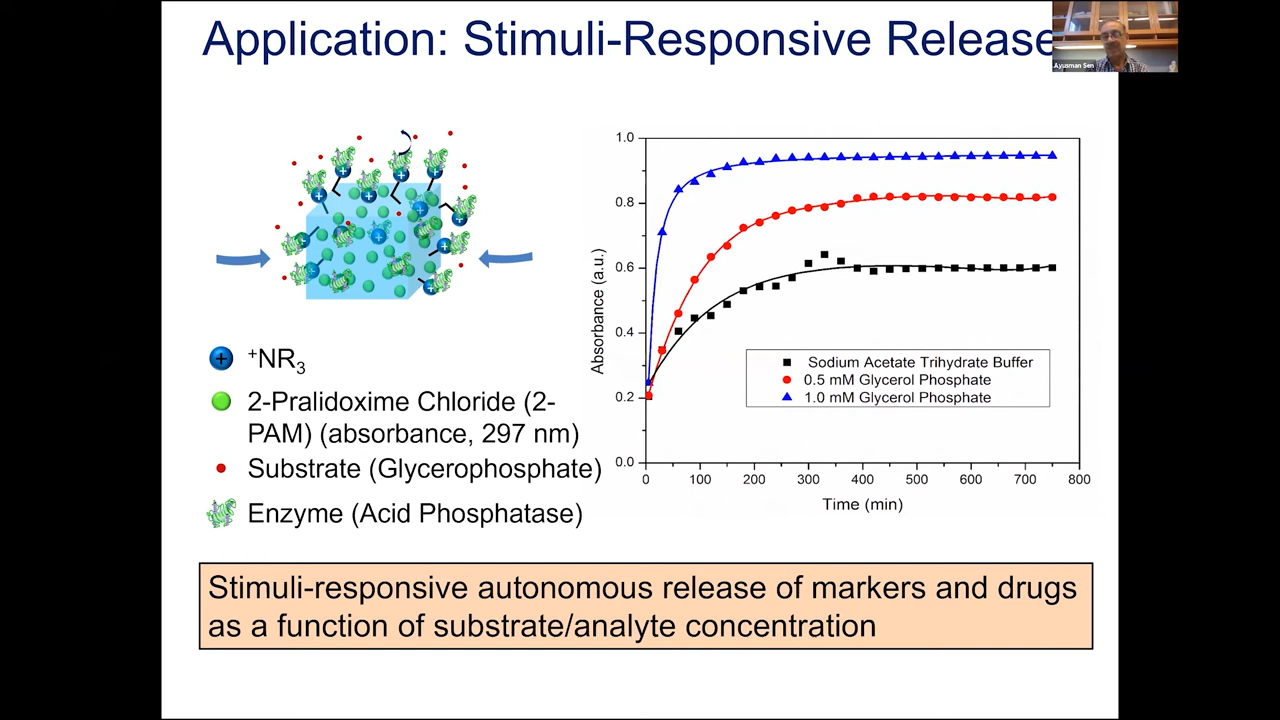 Application: Stimuli-Responsive Release
Ayusman Sen
+NR3
2-Pralidoxime Chloride (2-
PAM) (absorbance, 297 nm)
Substrate (Glycerophosphate)
Enzyme (Acid Phosphatase)
1.0
0.8
0.6
0.4
0.2
0.0
Absorbance (a.u.)
0 100 200 300 400 500 600 700 800
Time (min)
Sodium Acetate Trihydrate Buffer
0.5 mM Glycerol Phosphate
1.0 mM Glycerol Phosphate
Stimuli-responsive autonomous release of markers and drugs
as a function of substrate/analyte concentration